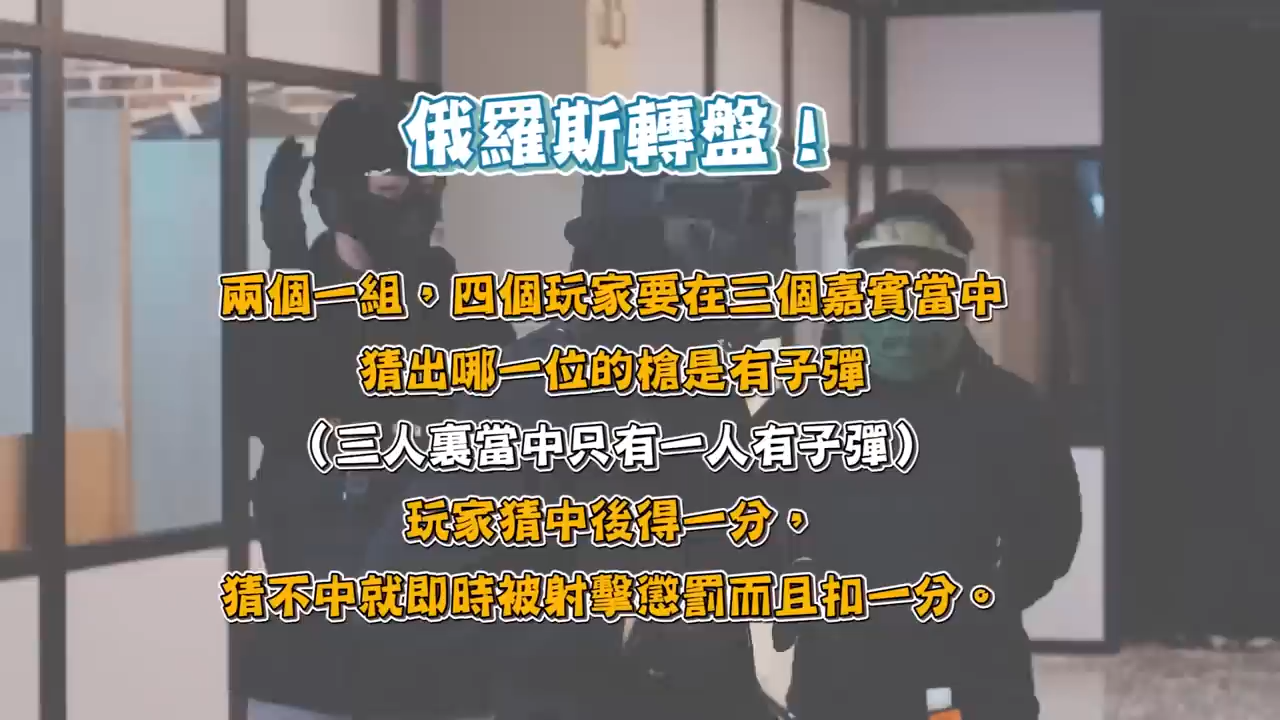 俄羅斯轉盤！
兩個一組，四個玩家要在三個嘉賓當中
猜出哪一位的槍是有子彈
（三人裏當中只有一人有子彈）
玩家猜中後得一分，
猜不中就即時被射擊懲罰而且扣一分。